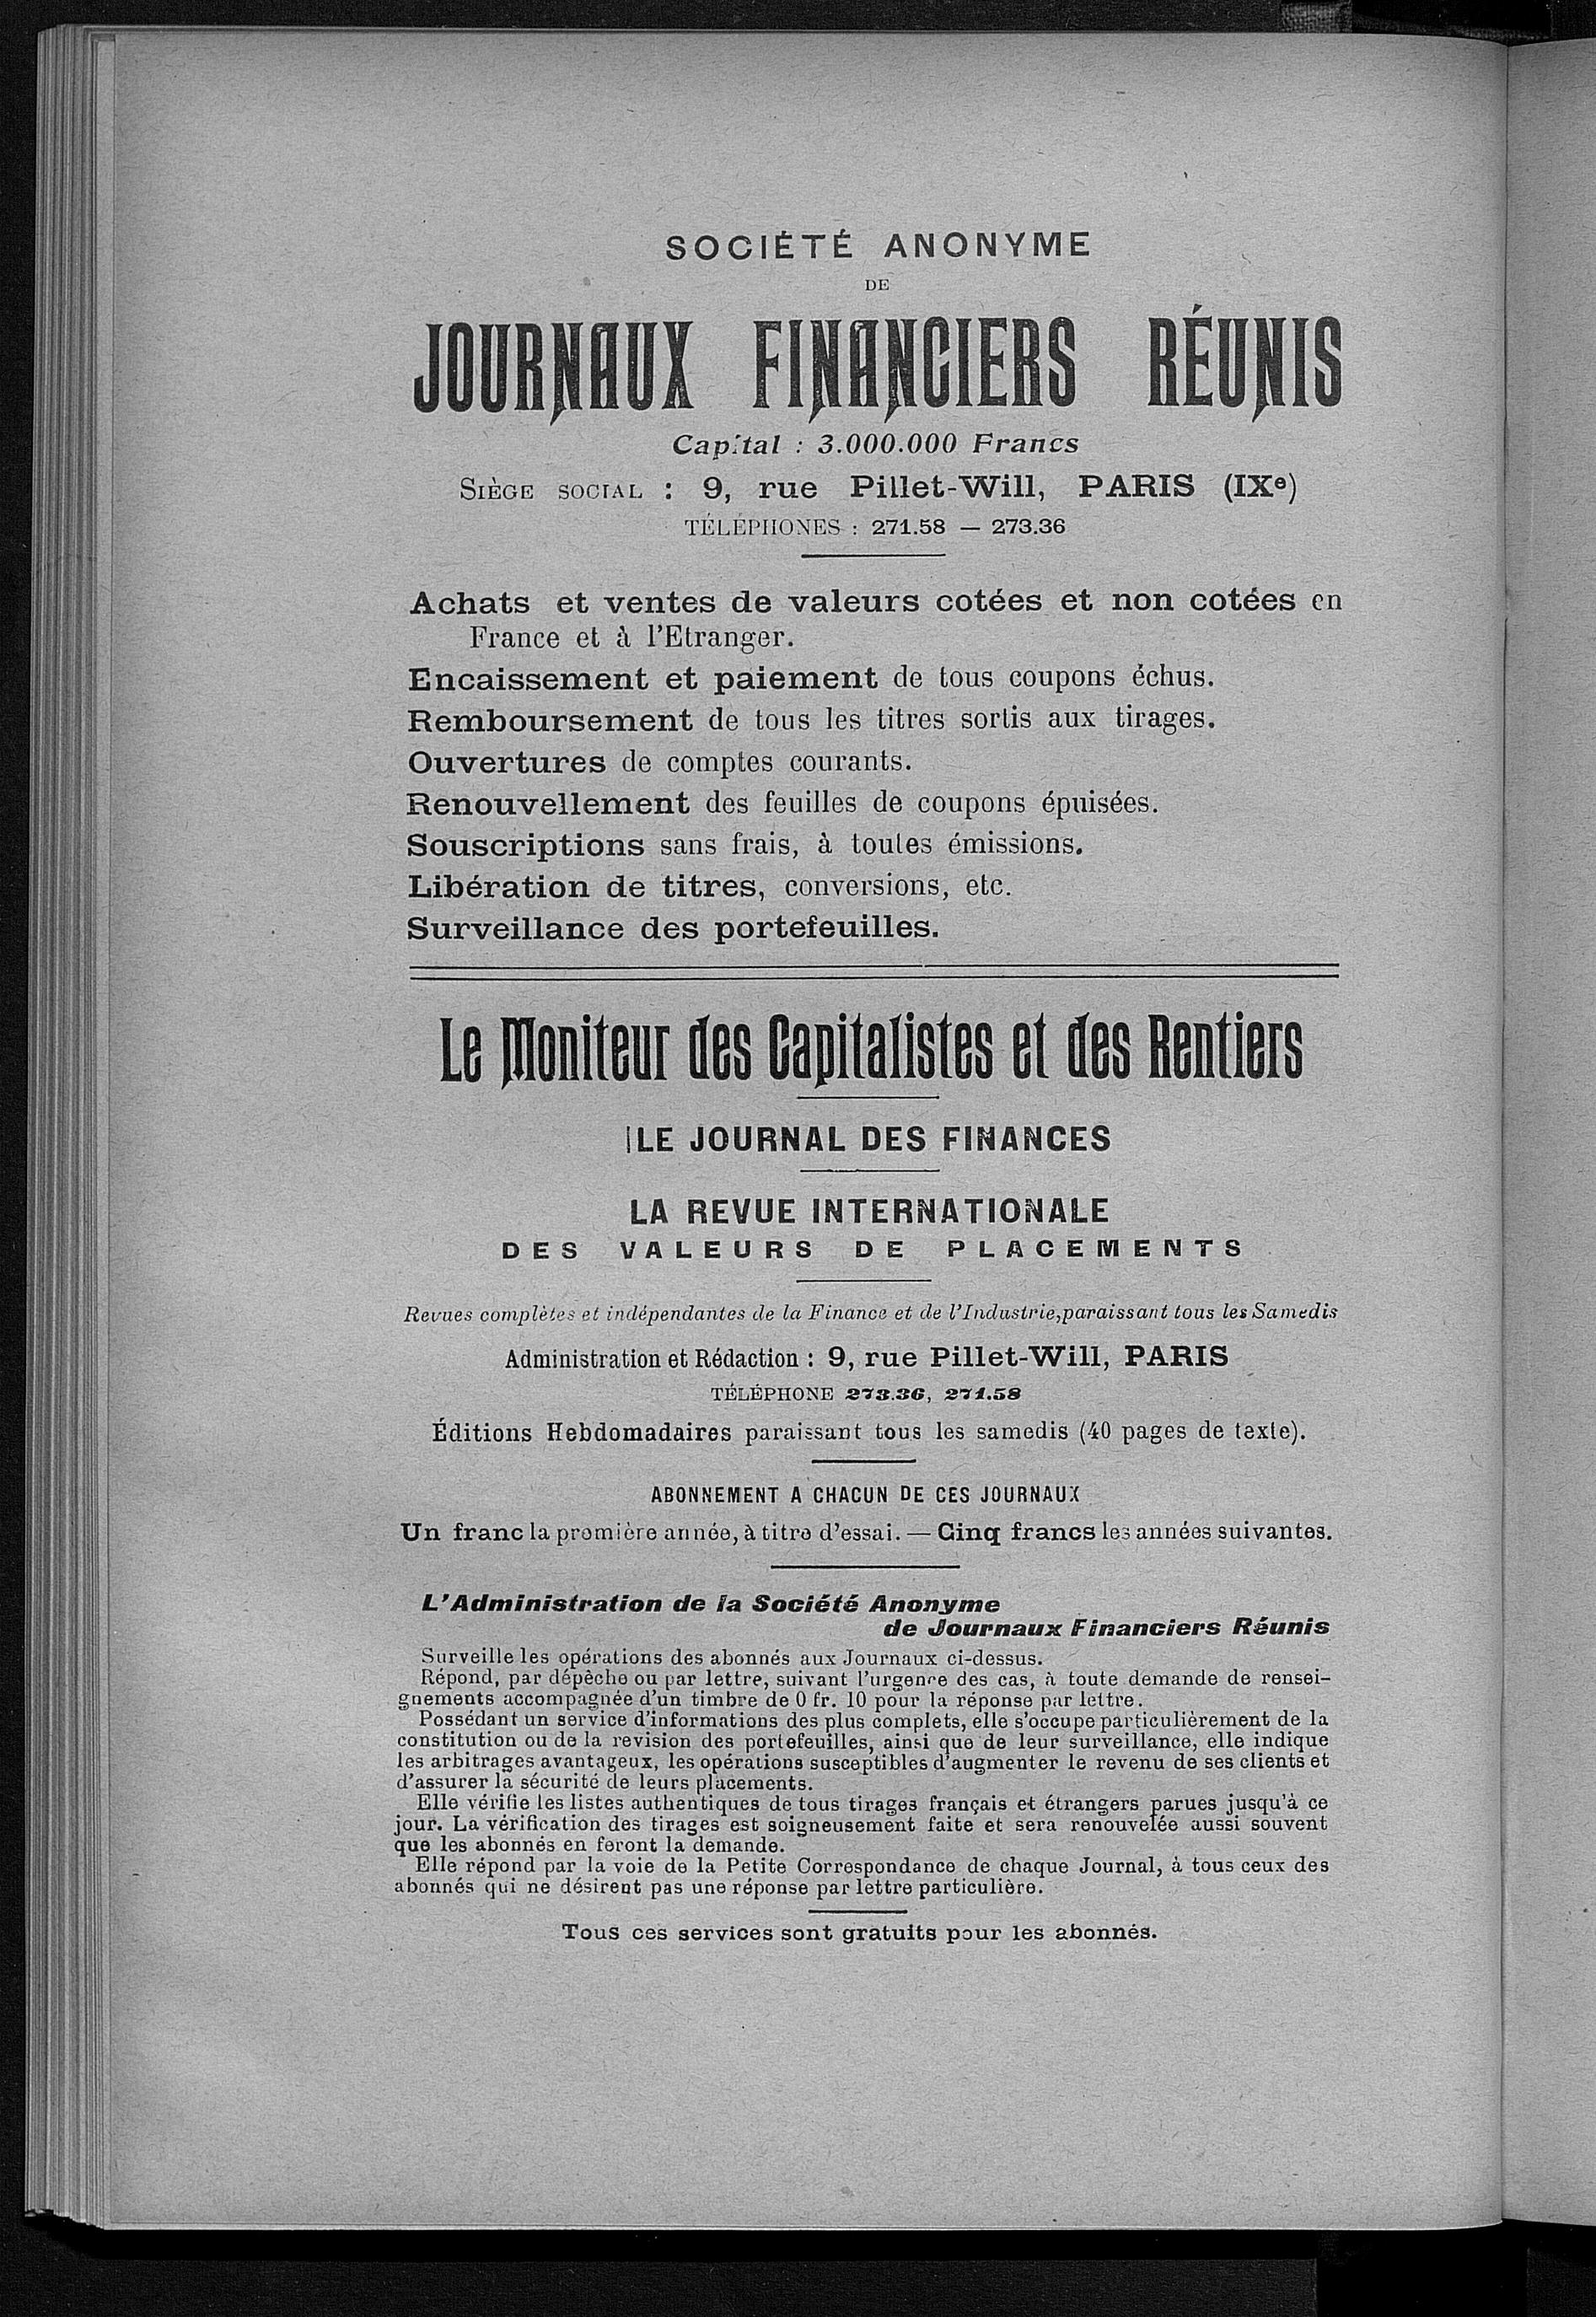 SOCIÉTÉ ANONYME
DE
JOURNAUX FINANCIERS RÉUNIS
Capital : 3.000.000 Francs
SIÈGE SOCIAL : 9, rue Pillet-Will, PARIS (IXe)
TÉLÉPHONES : 271.58 — 273.36
Achats et ventes de valeurs cotées et non cotées en
France et à l'Etranger.
Encaissement et paiement de tous coupons échus.
Remboursement de tous les titres sortis aux tirages.
Ouvertures de comptes courants.
Renouvellement des feuilles de coupons épuisées.
Souscriptions sans frais, à toutes émissions.
Libération de titres, conversions, etc.
Surveillance des portefeuilles.
Le Moniteur des Capitalistes et des Rentiers
LE JOURNAL DES FINANCES
LA REVUE INTERNATIONALE
DES VALEURS DE PLACEMENTS
Revues complètes et indépendantes de la Finance et de l'Industrie, paraissant tous les Samedis
Administration et Rédaction : 9, rue Pillet-Will, PARIS
TÉLÉPHONE 273.36, 271.58
Éditions Hebdomadaires paraissant tous les samedis (40 pages de texte).
ABONNEMENT A CHACUN DE CES JOURNAUX
Un franc la première année, à titre d'essai. — Cinq francs les années suivantes.
L'Administration de la Société Anonyme
de Journaux Financiers Réunis
Surveille les opérations des abonnés aux Journaux ci-dessus.
Répond, par dépêche ou par lettre, suivant l'urgence des cas, à toute demande de rensei-
gnements accompagnée d'un timbre de 0 fr. 10 pour la réponse par lettre.
Possédant un service d'informations des plus complets, elle s'occupe particulièrement de la
constitution ou de la revision des portefeuilles, ainsi que de leur surveillance, elle indique
les arbitrages avantageux, les opérations susceptibles d'augmenter le revenu de ses clients et
d'assurer la sécurité de leurs placements.
Elle vérifie les listes authentiques de tous tirages français et étrangers parues jusqu'à ce
jour. La vérification des tirages est soigneusement faite et sera renouvelée aussi souvent
que les abonnés en feront la demande.
Elle répond par la voie de la Petite Correspondance de chaque Journal, à tous ceux des
abonnés qui ne désirent pas une réponse par lettre particulière.
Tous ces services sont gratuits pour les abonnés.